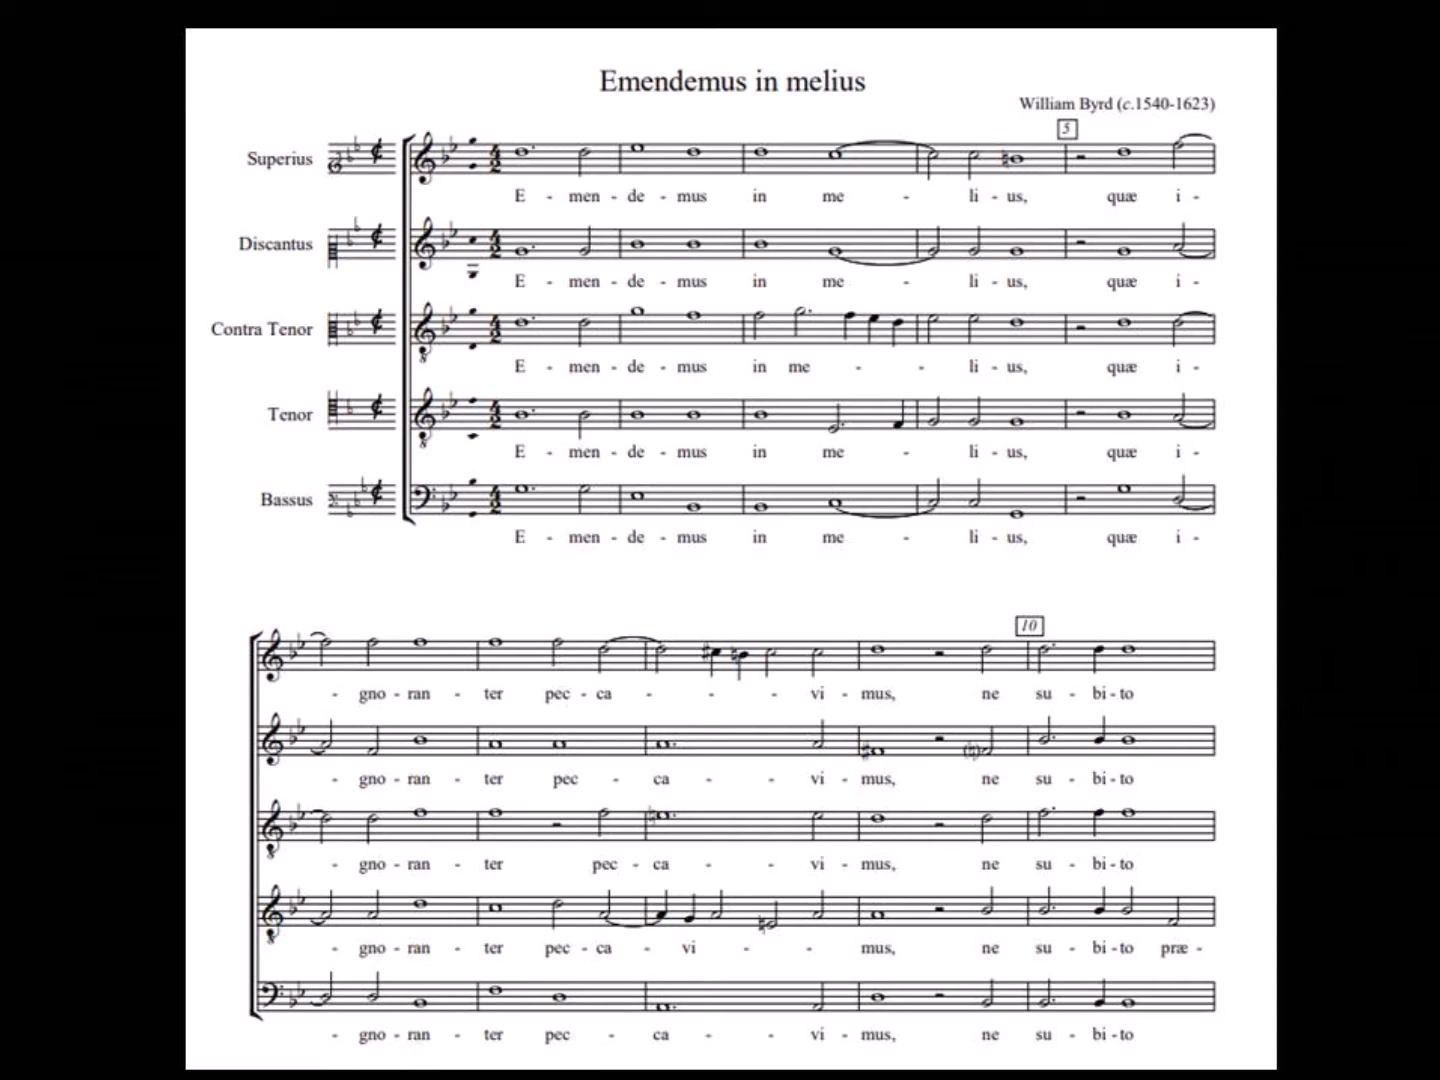 Emendemus in melius
William Byrd (c.1540-1623)
5
Superius
E - men - de - mus in me - li - us, quæ i -
Discantus
E - men - de - mus in me - li - us, quæ i -
Contra Tenor
E - men - de - mus in me - - li - us, quæ i -
Tenor
E - men - de - mus in me - li - us, quæ i -
Bassus
E - men - de - mus in me - li - us, quæ i -
10
- gno - ran - ter pec - ca - - - vi - mus, ne su - bi - to
- gno - ran - ter pec - ca - - vi - mus, ne su - bi - to
- gno - ran - ter pec - ca - - vi - mus, ne su - bi - to
- gno - ran - ter pec - ca - vi - - mus, ne su - bi - to præ -
- gno - ran - ter pec - ca - - vi - mus, ne su - bi - to